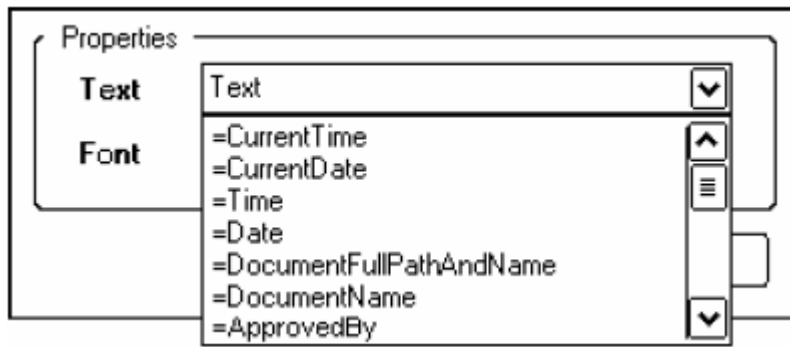 Properties
Text Text
=CurrentTime
Font
=CurrentDate
=Time
=Date
=DocumentFullPathAndName
=DocumentName
=ApprovedBy